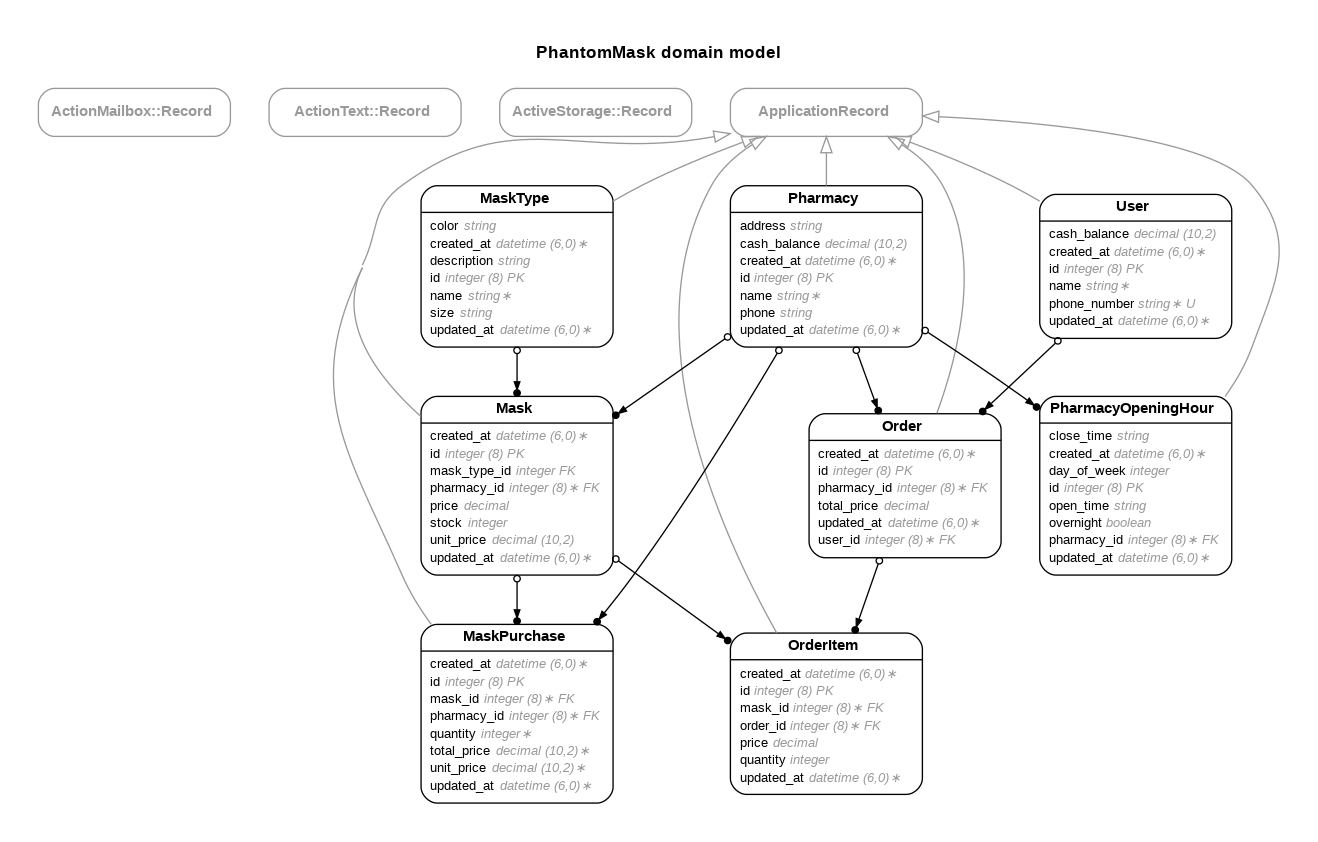 PhantomMask domain model
ActionMailbox::Record
ActionText::Record
ActiveStorage::Record
ApplicationRecord
MaskType
color string
created_at datetime (6,0)∗
description string
id integer (8) PK
name string∗
size string
updated_at datetime (6,0)∗
Pharmacy
address string
cash_balance decimal (10,2)
created_at datetime (6,0)∗
id integer (8) PK
name string∗
phone string
updated_at datetime (6,0)∗
User
cash_balance decimal (10,2)
created_at datetime (6,0)∗
id integer (8) PK
name string∗
phone_number string∗ U
updated_at datetime (6,0)∗
Mask
created_at datetime (6,0)∗
id integer (8) PK
mask_type_id integer FK
pharmacy_id integer (8)∗ FK
price decimal
stock integer
unit_price decimal (10,2)
updated_at datetime (6,0)∗
Order
created_at datetime (6,0)∗
id integer (8) PK
pharmacy_id integer (8)∗ FK
total_price decimal
updated_at datetime (6,0)∗
user_id integer (8)∗ FK
PharmacyOpeningHour
close_time string
created_at datetime (6,0)∗
day_of_week integer
id integer (8) PK
open_time string
overnight boolean
pharmacy_id integer (8)∗ FK
updated_at datetime (6,0)∗
MaskPurchase
created_at datetime (6,0)∗
id integer (8) PK
mask_id integer (8)∗ FK
pharmacy_id integer (8)∗ FK
quantity integer∗
total_price decimal (10,2)∗
unit_price decimal (10,2)∗
updated_at datetime (6,0)∗
OrderItem
created_at datetime (6,0)∗
id integer (8) PK
mask_id integer (8)∗ FK
order_id integer (8)∗ FK
price decimal
quantity integer
updated_at datetime (6,0)∗